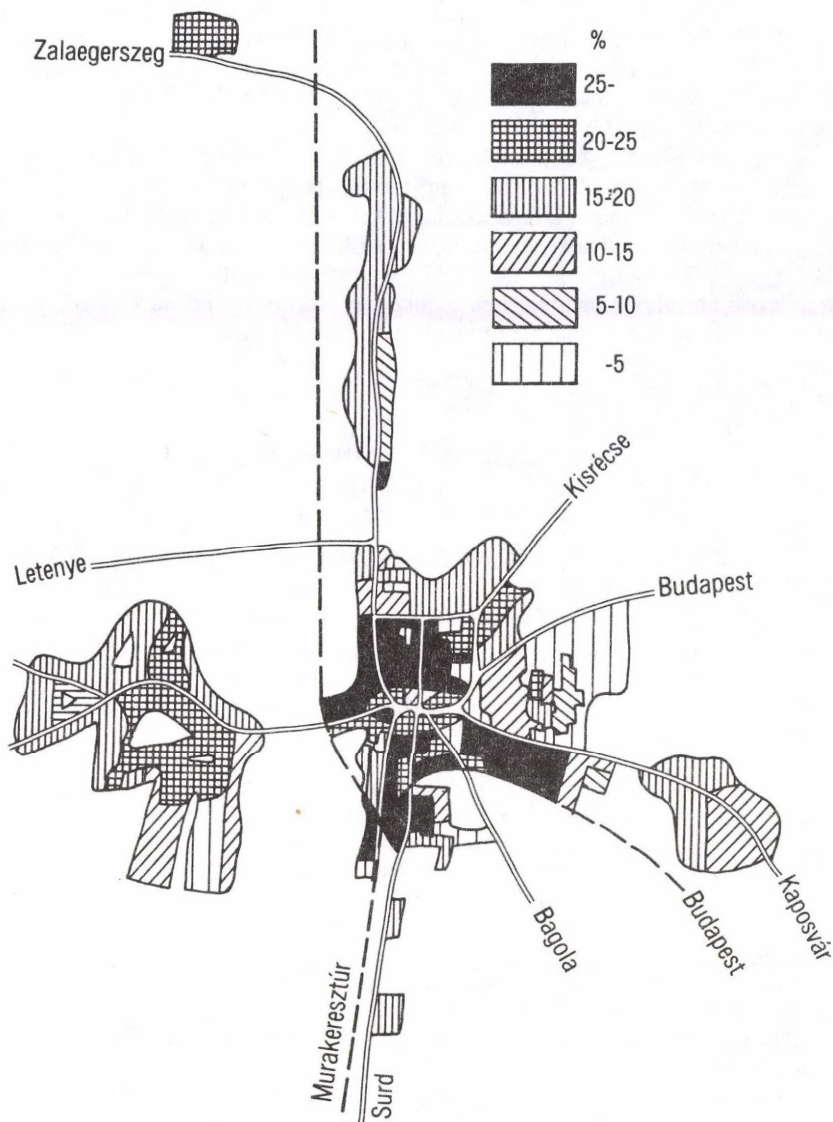 %
Zalaegerszeg
25-
20-25
15-20
10-15
5-10
-5
Kisrécse
Letenye
Budapest
Kaposvár
Budapest
Bagola
Murakeresztúr
Surd